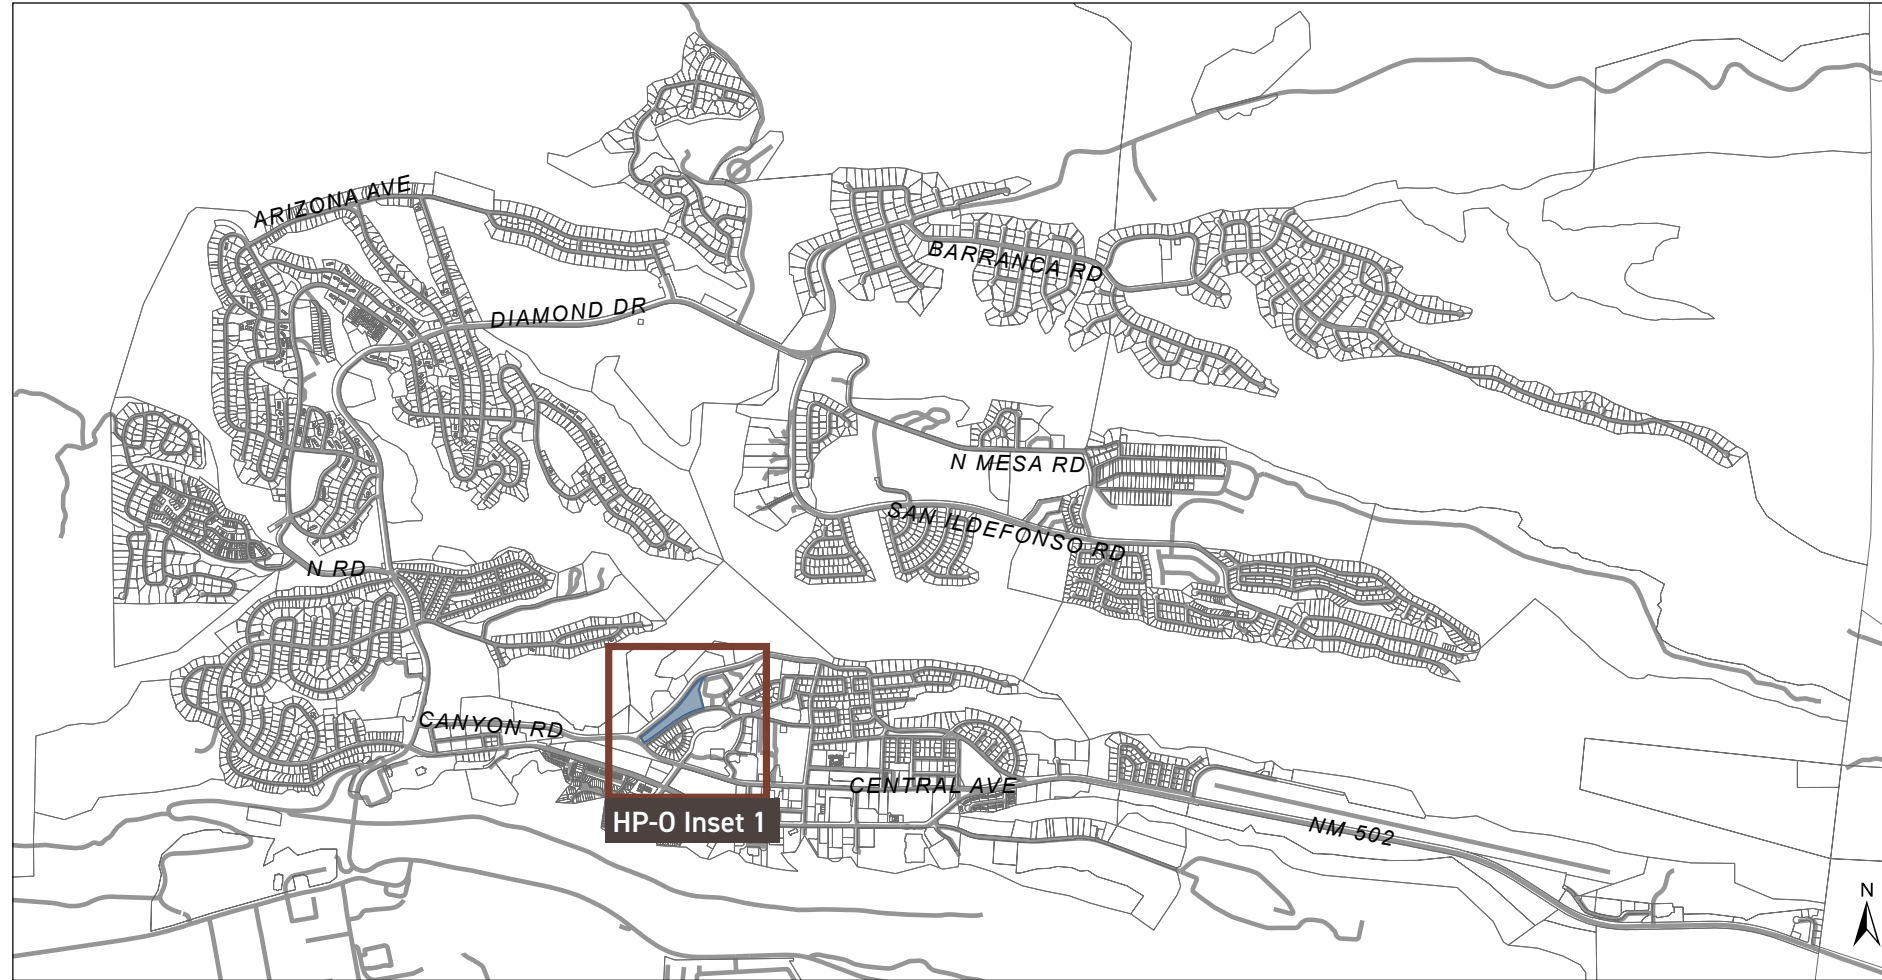 ARIZONA AVE
BARRANCA RD
DIAMOND DR
N MESA RD
SAN ILDEFONSO RD
N RD
CANYON RD
CENTRAL AVE
HP-O Inset 1
NM 502
N